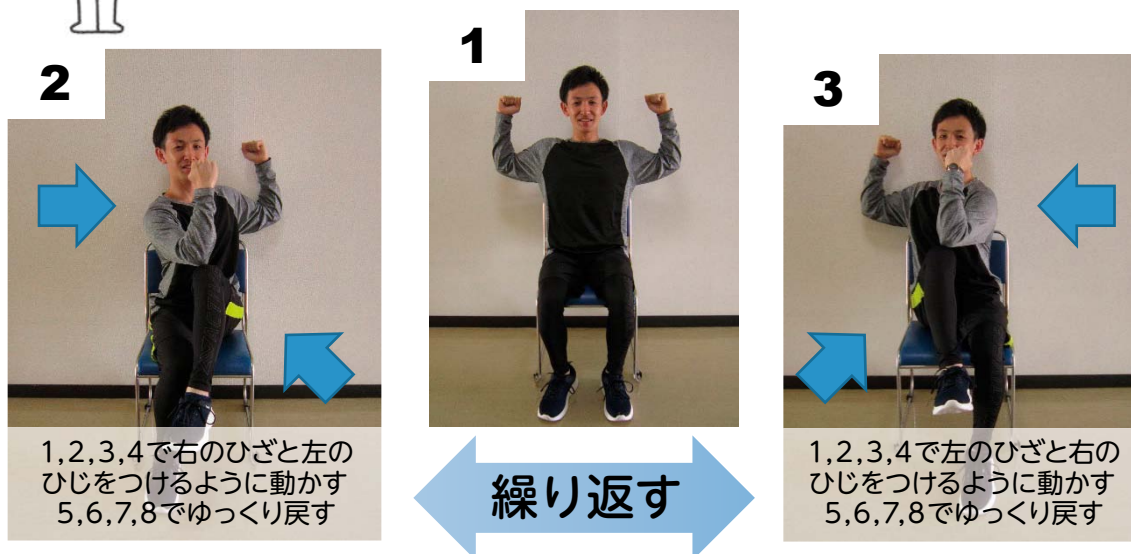 1
2
3
1,2,3,4で右のひざと左の
ひじをつけるように動かす
5,6,7,8でゆっくり戻す
繰り返す
1,2,3,4で左のひざと右の
ひじをつけるように動かす
5,6,7,8でゆっくり戻す